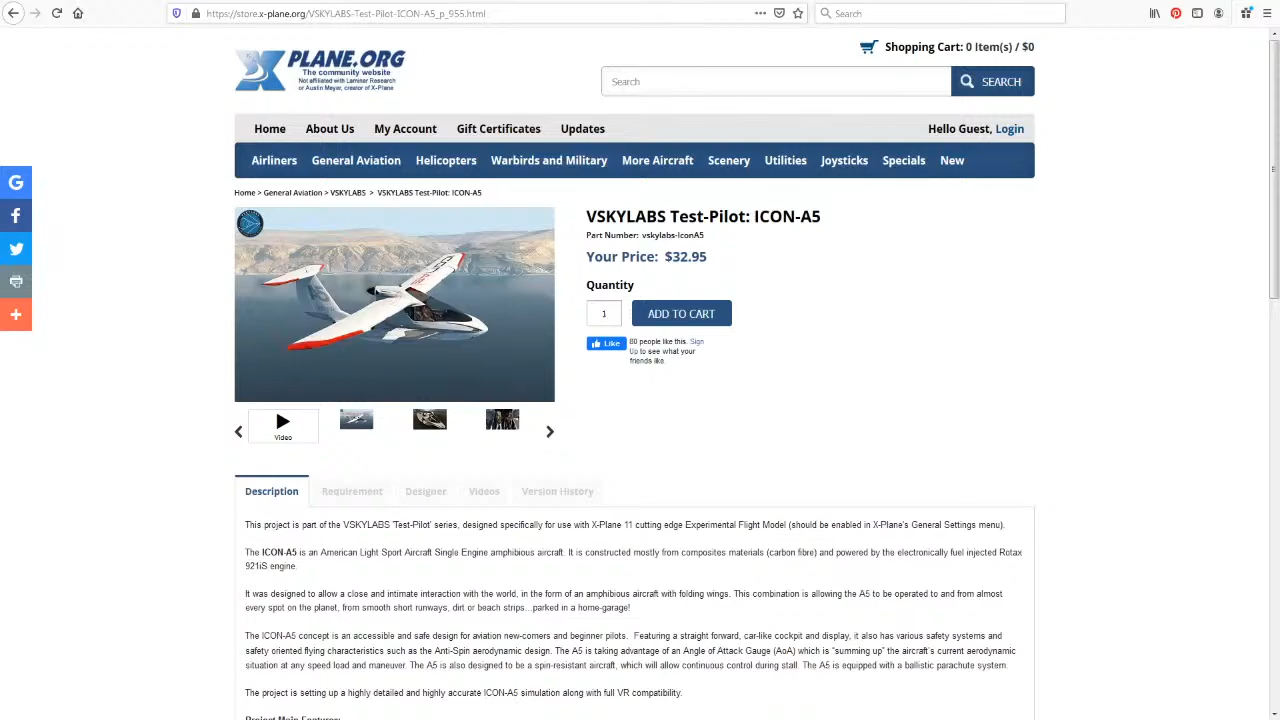 https://store.x-plane.org/VSKYLABS-Test-Pilot-ICON-A5_p_955.html
Search
PLANE.ORG
The community website
Not affiliated with Laminar Research
or Austin Meyer, creator of X-Plane
Shopping Cart: 0 Item(s) / $0
Search
SEARCH
Home About Us My Account Gift Certificates Updates
Hello Guest, Login
Airliners General Aviation Helicopters Warbirds and Military More Aircraft Scenery Utilities Joysticks Specials New
Home > General Aviation > VSKYLABS > VSKYLABS Test-Pilot: ICON-A5
VSKYLABS Test-Pilot: ICON-A5
Part Number: vskylabs-IconA5
Your Price: $32.95
Quantity
1
ADD TO CART
Like
80 people like this. Sign
Up to see what your
friends like.
Video
Description Requirement Designer Videos Version History
This project is part of the VSKYLABS 'Test-Pilot' series, designed specifically for use with X-Plane 11 cutting edge Experimental Flight Model (should be enabled in X-Plane's General Settings menu).
The ICON-A5 is an American Light Sport Aircraft Single Engine amphibious aircraft. It is constructed mostly from composites materials (carbon fibre) and powered by the electronically fuel injected Rotax
921iS engine.
It was designed to allow a close and intimate interaction with the world, in the form of an amphibious aircraft with folding wings. This combination is allowing the A5 to be operated to and from almost
every spot on the planet, from smooth short runways, dirt or beach strips...parked in a home-garage!
The ICON-A5 concept is an accessible and safe design for aviation new-comers and beginner pilots. Featuring a straight forward, car-like cockpit and display, it also has various safety systems and
safety oriented flying characteristics such as the Anti-Spin aerodynamic design. The A5 is taking advantage of an Angle of Attack Gauge (AoA) which is “summing up” the aircraft's current aerodynamic
situation at any speed load and maneuver. The A5 is also designed to be a spin-resistant aircraft, which will allow continuous control during stall. The A5 is equipped with a ballistic parachute system.
The project is setting up a highly detailed and highly accurate ICON-A5 simulation along with full VR compatibility.
Project Main Features: